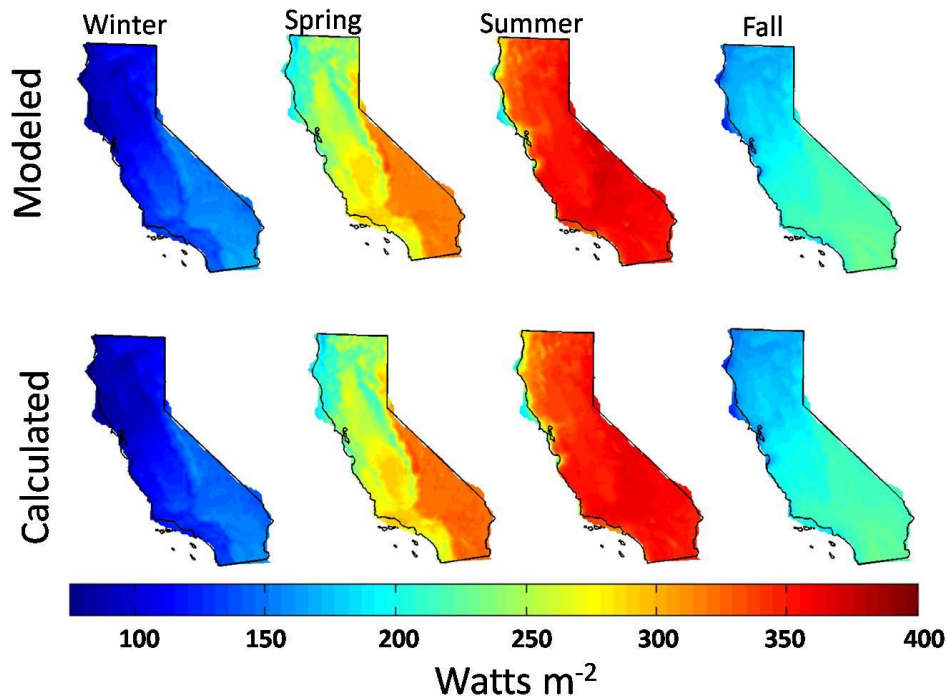 Winter Spring Summer Fall
Modeled
Calculated
100 150 200 250 300 350 400
Watts m⁻²